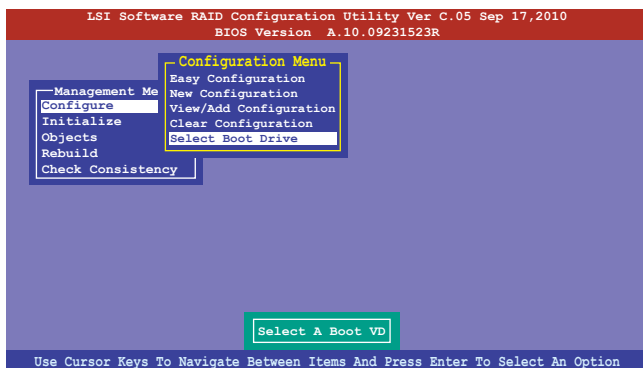 LSI Software RAID Configuration Utility Ver C.05 Sep 17,2010
BIOS Version A.10.09231523R
Configuration Menu
Easy Configuration
New Configuration
View/Add Configuration
Clear Configuration
Select Boot Drive
Management Me
Configure
Initialize
Objects
Rebuild
Check Consistency
Select A Boot VD
Use Cursor Keys To Navigate Between Items And Press Enter To Select An Option